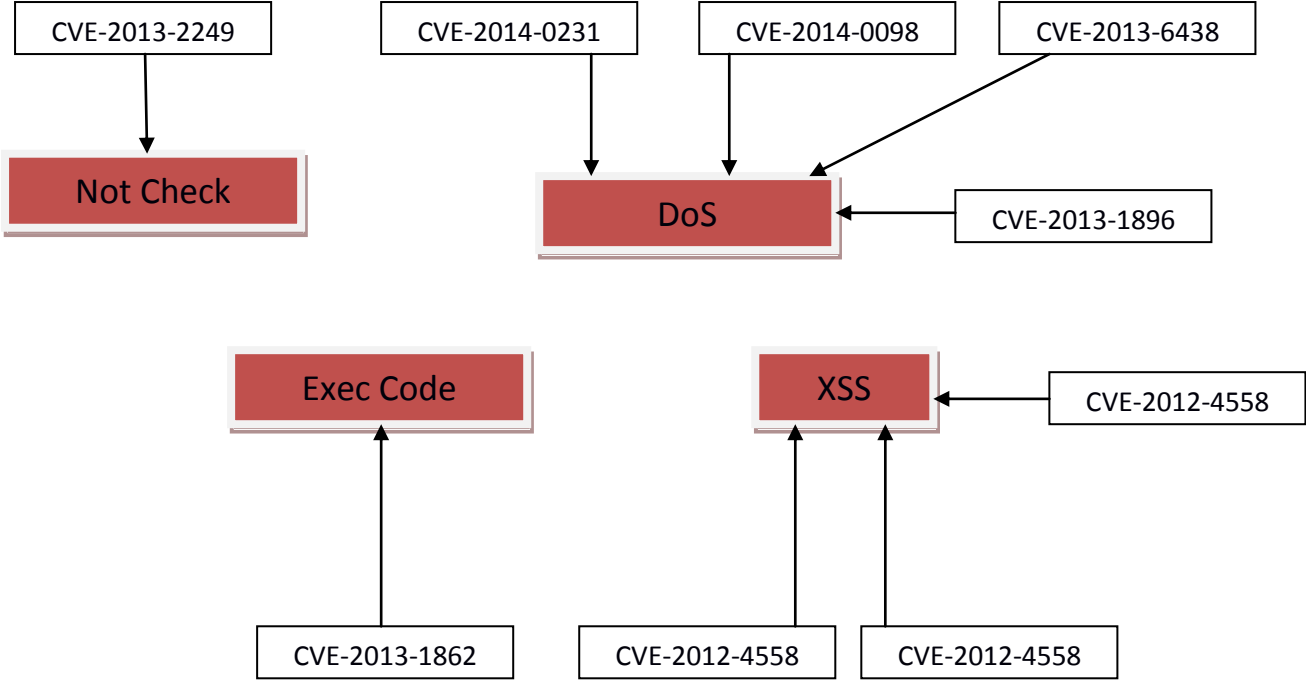 CVE-2013-2249
CVE-2014-0231
CVE-2014-0098
CVE-2013-6438
Not Check
DoS
CVE-2013-1896
Exec Code
XSS
CVE-2012-4558
CVE-2013-1862
CVE-2012-4558
CVE-2012-4558